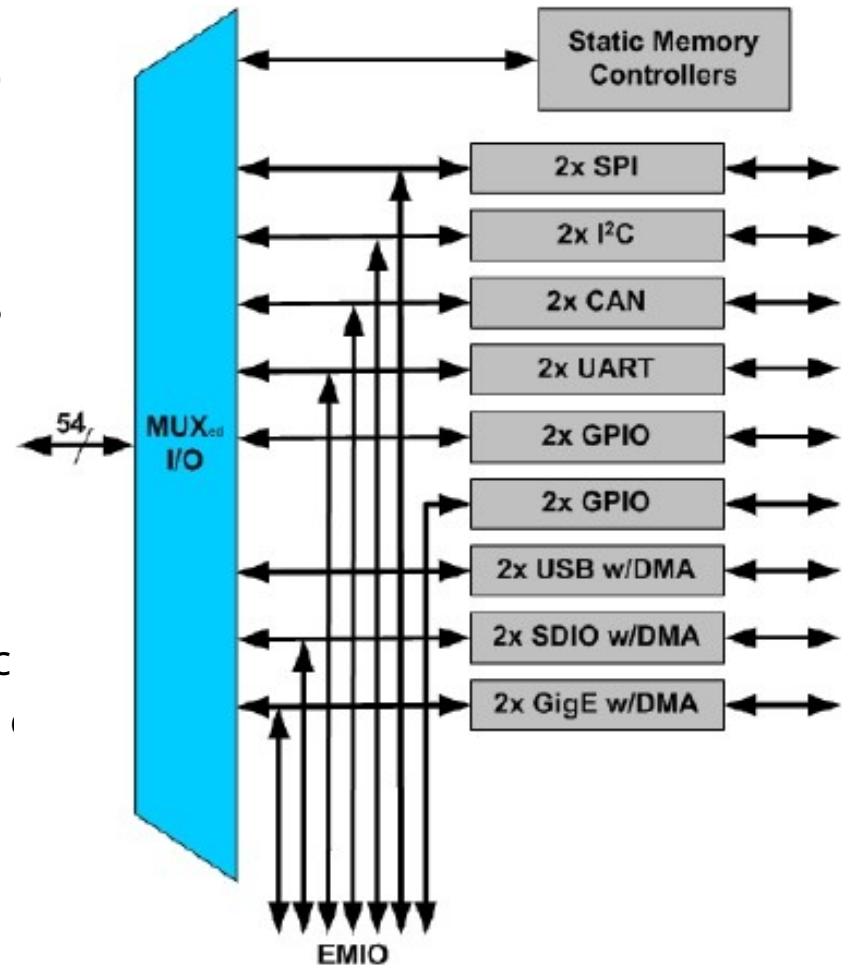 Static Memory
Controllers
2x SPI
2x I²C
2x CAN
2x UART
54
MUXed
I/O
2x GPIO
2x GPIO
2x USB w/DMA
2x SDIO w/DMA
c
2x GigE w/DMA
EMIO